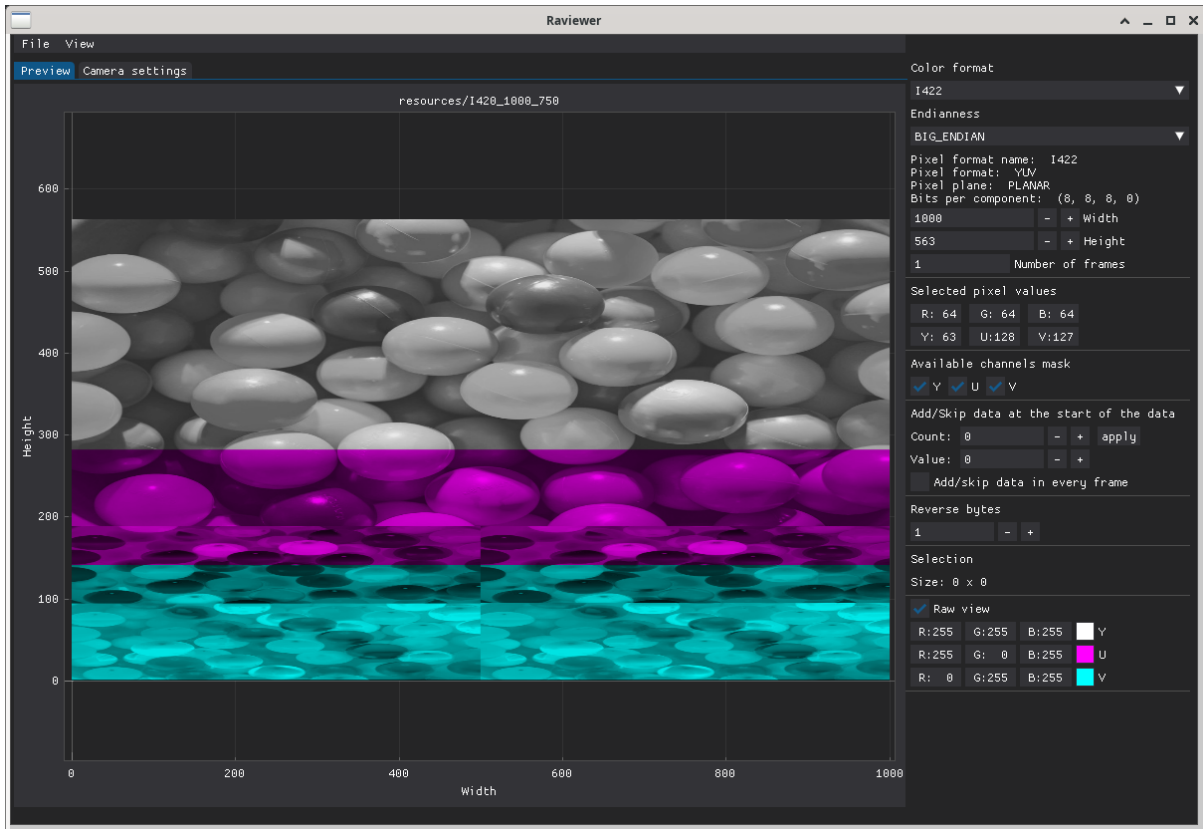 Raviewer
File View
Preview Camera settings
resources/I420_1000_750
600
500
400
300
200
100
0
Height
0 200 400 600 800 1000
Width
Color format
I422
Endianness
BIG_ENDIAN
Pixel format name: I422
Pixel format: YUV
Pixel plane: PLANAR
Bits per component: (8, 8, 8, 0)
1000 - + Width
563 - + Height
1 Number of frames
Selected pixel values
R: 64 G: 64 B: 64
Y: 63 U:128 V:127
Available channels mask
Y U V
Add/Skip data at the start of the data
Count: 0 - + apply
Value: 0 - +
Add/skip data in every frame
Reverse bytes
1 - +
Selection
Size: 0 x 0
Raw view
R:255 G:255 B:255 Y
R:255 G: 0 B:255 U
R: 0 G:255 B:255 V